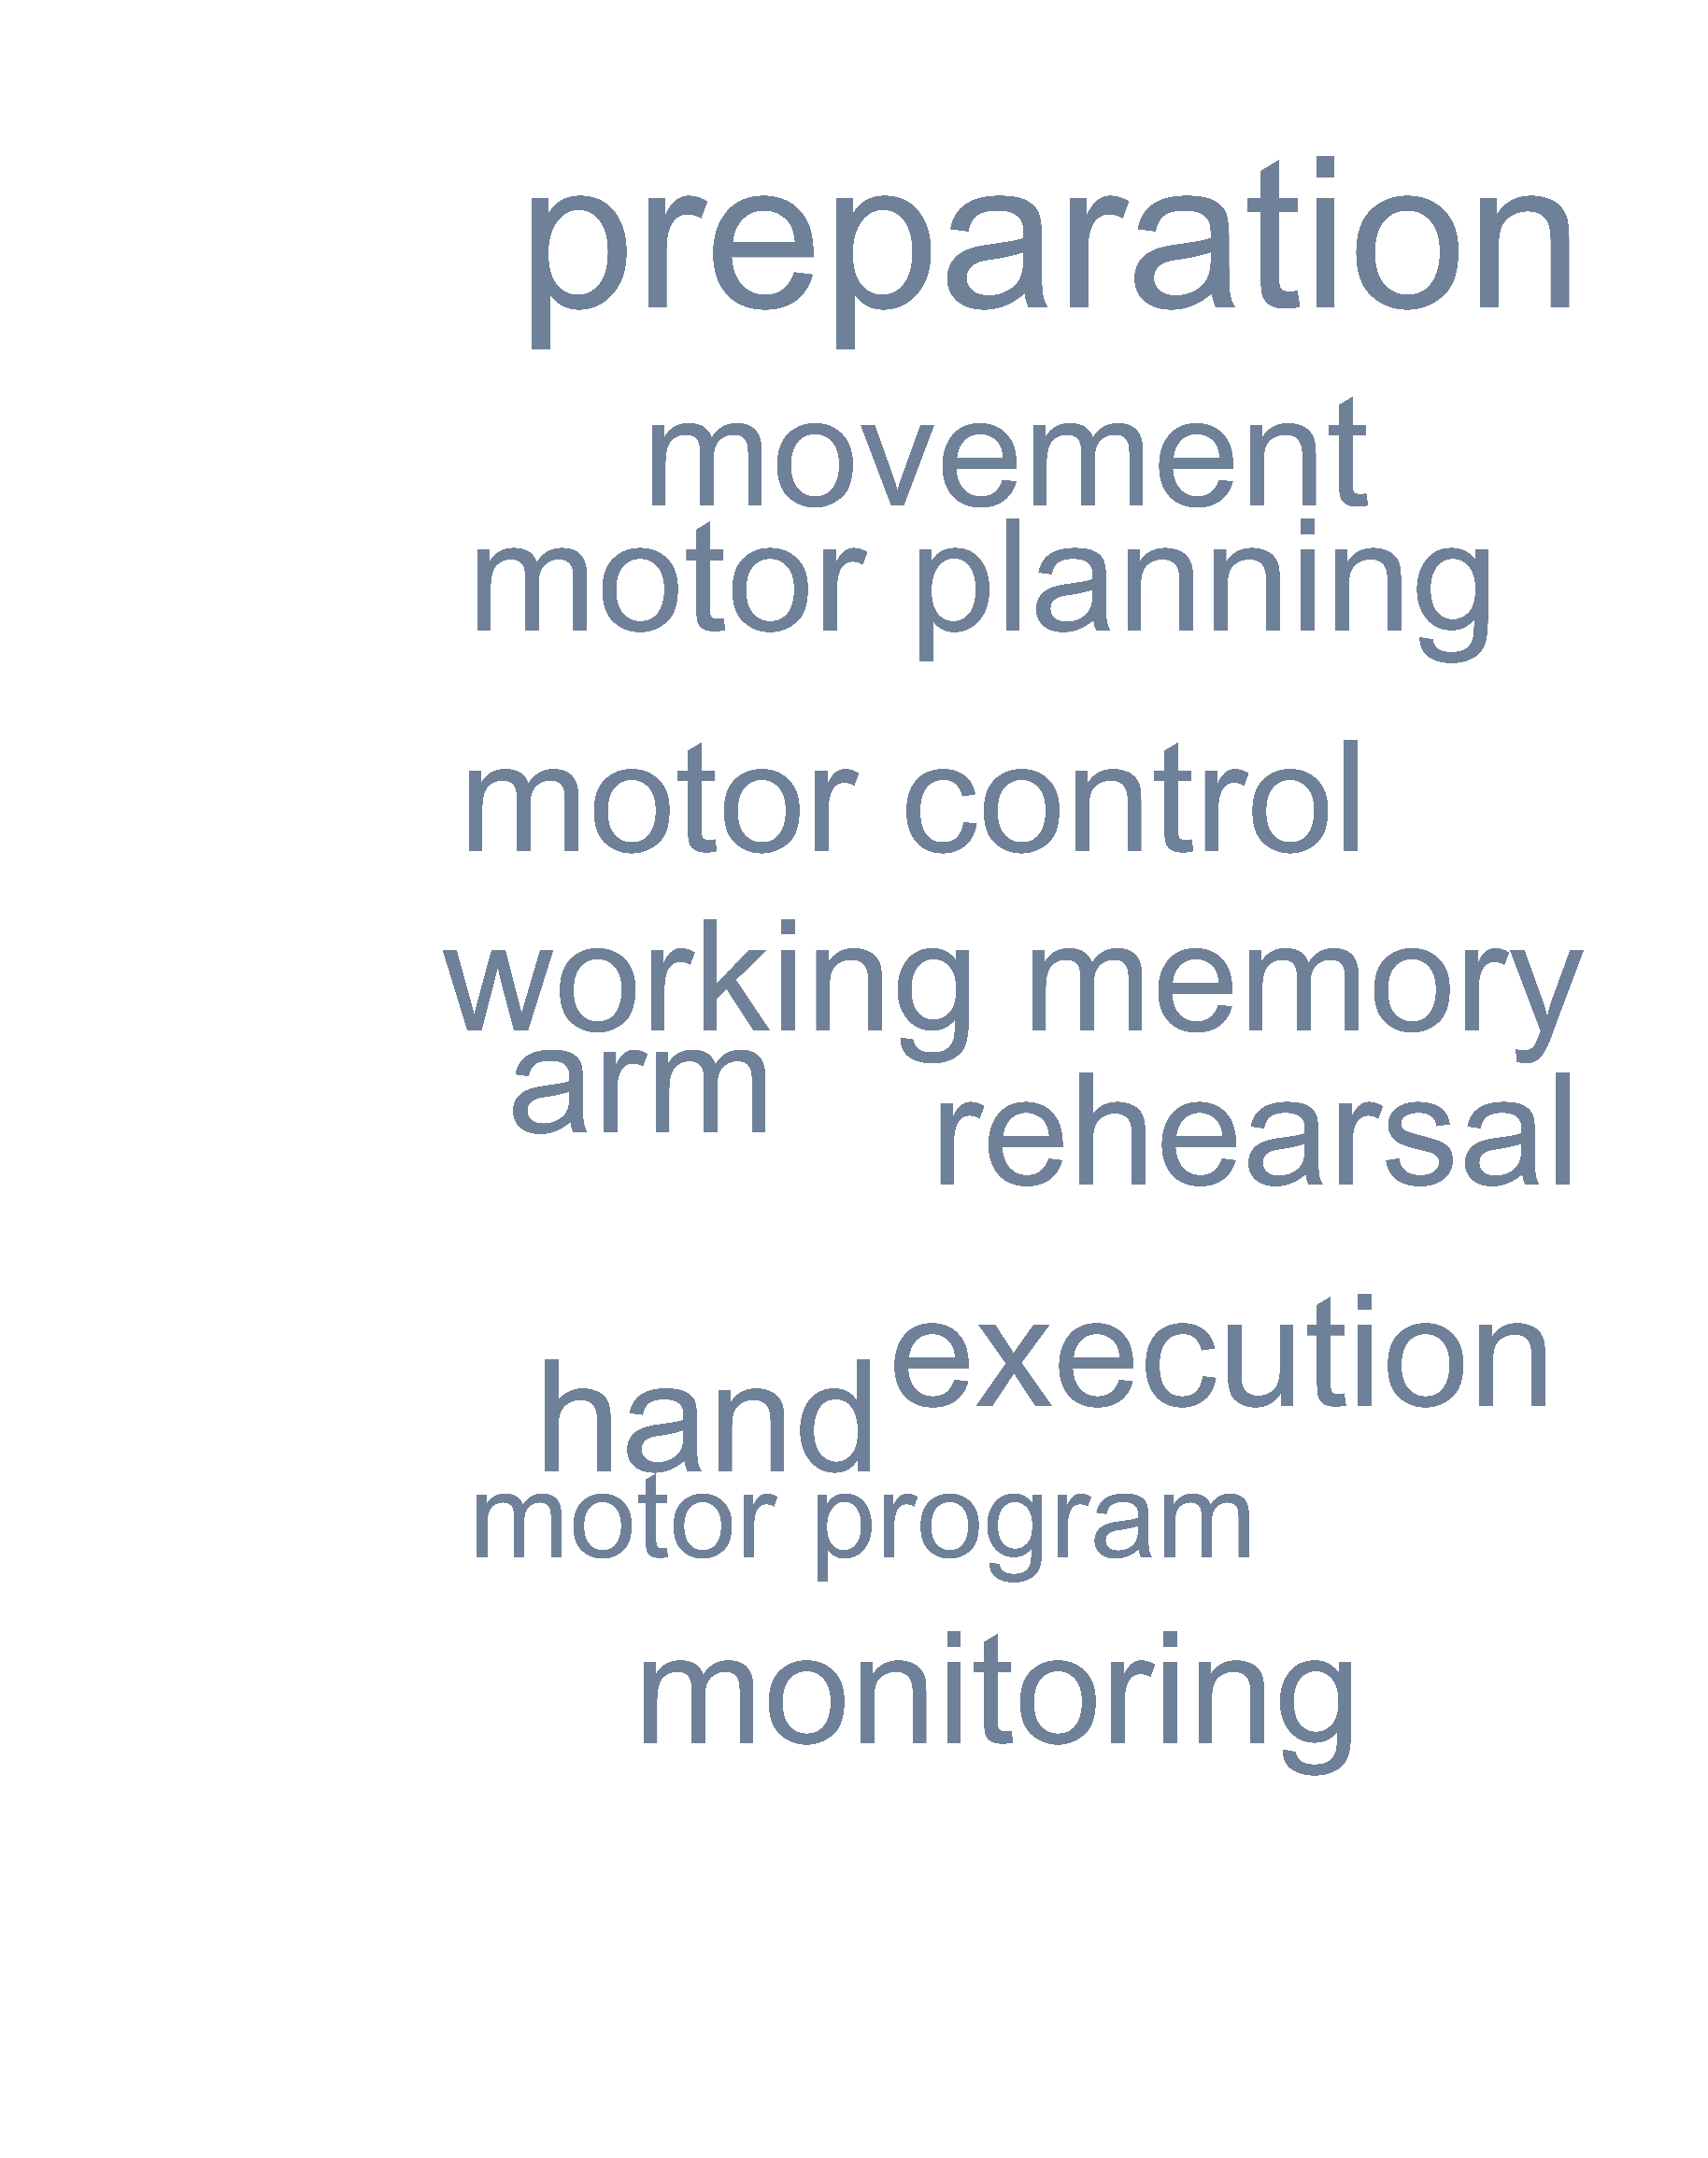 preparation
movement
motor planning
motor control
working memory
arm
rehearsal
execution
hand
motor program
monitoring